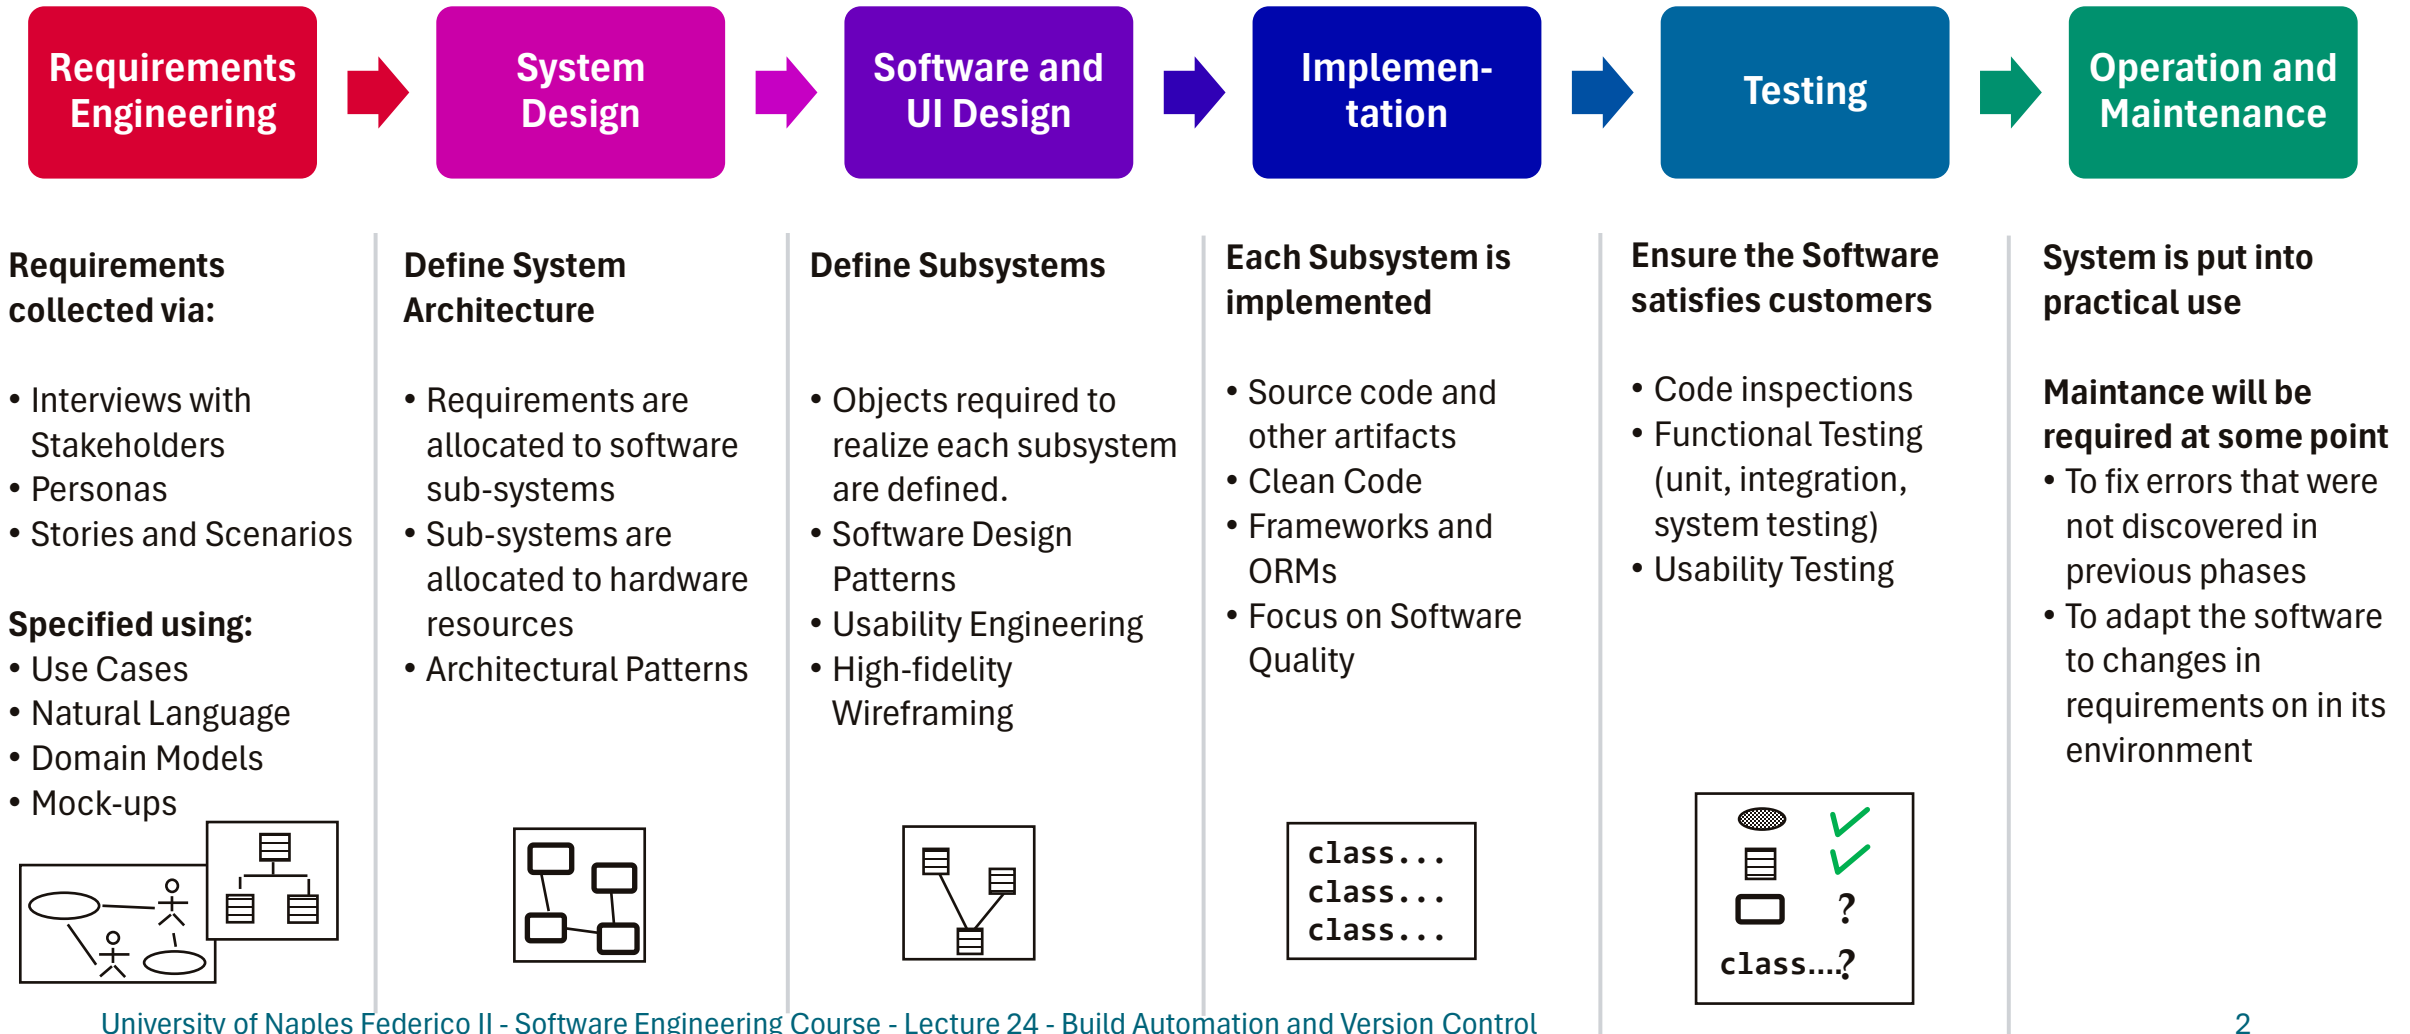 Requirements
Engineering
System
Design
Software and
UI Design
Implemen-
tation
Testing
Operation and
Maintenance
Requirements
collected via:
• Interviews with
Stakeholders
• Personas
• Stories and Scenarios
Specified using:
• Use Cases
• Natural Language
• Domain Models
• Mock-ups
Define System
Architecture
• Requirements are
allocated to software
sub-systems
• Sub-systems are
allocated to hardware
resources
• Architectural Patterns
Define Subsystems
• Objects required to
realize each subsystem
are defined.
• Software Design
Patterns
• Usability Engineering
• High-fidelity
Wireframing
Each Subsystem is
implemented
• Source code and
other artifacts
• Clean Code
• Frameworks and
ORMs
• Focus on Software
Quality
class...
class...
class...
Ensure the Software
satisfies customers
• Code inspections
• Functional Testing
(unit, integration,
system testing)
• Usability Testing
?
class....?
System is put into
practical use
Maintance will be
required at some point
• To fix errors that were
not discovered in
previous phases
• To adapt the software
to changes in
requirements on in its
environment
University of Naples Federico II - Software Engineering Course - Lecture 24 - Build Automation and Version Control
2